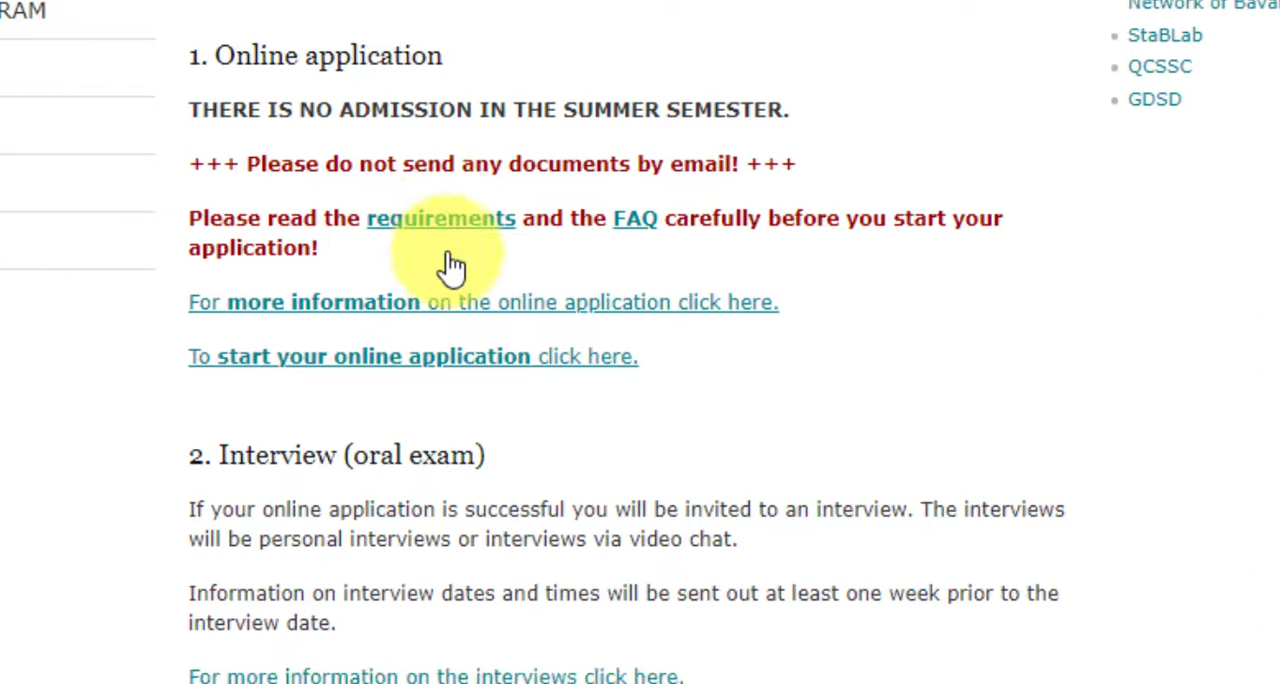 RAM
1. Online application
THERE IS NO ADMISSION IN THE SUMMER SEMESTER.
+++ Please do not send any documents by email! +++
Please read the requirements and the FAQ carefully before you start your
application!
For more information on the online application click here.
To start your online application click here.
2. Interview (oral exam)
If your online application is successful you will be invited to an interview. The interviews
will be personal interviews or interviews via video chat.
Information on interview dates and times will be sent out at least one week prior to the
interview date.
For more information on the interviews click here.
Network of Bava
StaBLab
QCSSC
GDSD